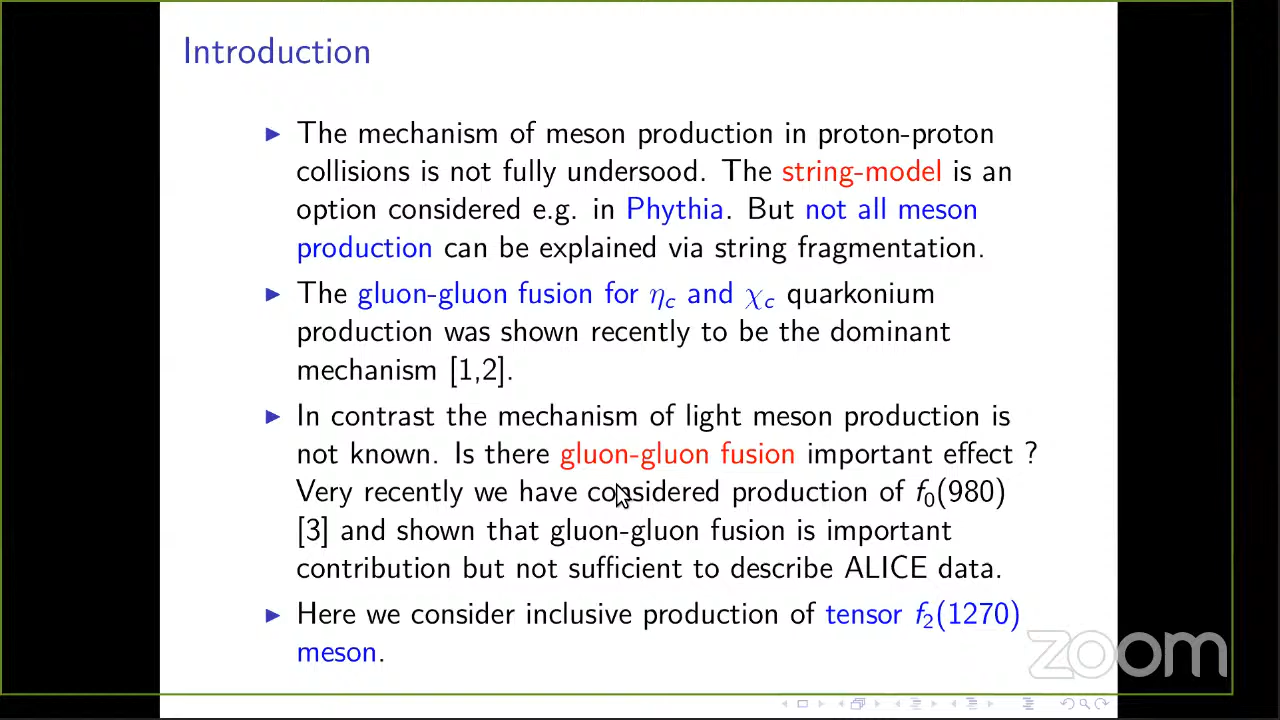 Introduction
The mechanism of meson production in proton-proton
collisions is not fully undersood. The string-model is an
option considered e.g. in Phythia. But not all meson
production can be explained via string fragmentation.
The gluon-gluon fusion for η_c and χ_c quarkonium
production was shown recently to be the dominant
mechanism [1,2].
In contrast the mechanism of light meson production is
not known. Is there gluon-gluon fusion important effect ?
Very recently we have considered production of f_0(980)
[3] and shown that gluon-gluon fusion is important
contribution but not sufficient to describe ALICE data.
Here we consider inclusive production of tensor f_2(1270)
meson.
zoom